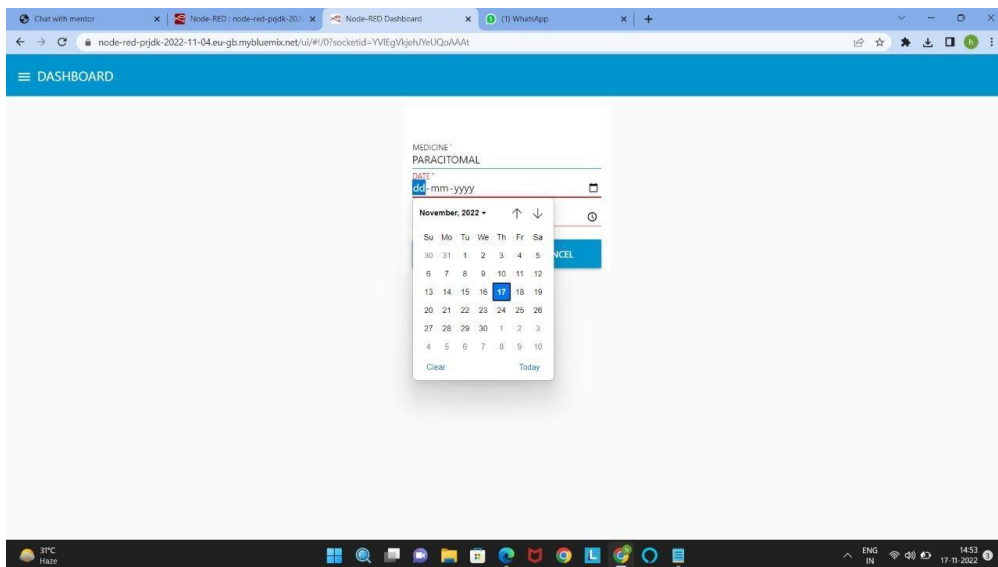 Chat with mentor
Node-RED : node-red-prjdk-202
Node-RED Dashboard
(1) WhatsApp
node-red-prjdk-2022-11-04.eu-gb.mybluemix.net/ui/#!/0?socketid=YVlEgVkjehJYeUQoAAAt
h
DASHBOARD
MEDICINE *
PARACITOMAL
DATE *
dd-mm-yyyy
November, 2022
Su Mo Tu We Th Fr Sa
30 31 1 2 3 4 5
NCEL
6 7 8 9 10 11 12
13 14 15 16 17 18 19
20 21 22 23 24 25 26
27 28 29 30 1 2 3
4 5 6 7 8 9 10
Clear Today
31°C
Haze
L
ENG
IN
14:53
17-11-2022
3